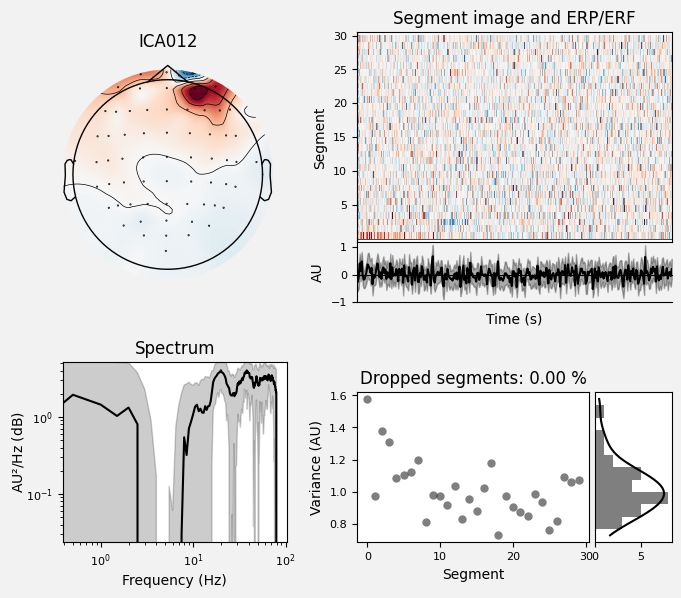 ICA012
Segment image and ERP/ERF
Segment
30
25
20
15
10
5
AU
1
0
−1
Time (s)
Spectrum
AU²/Hz (dB)
10⁰
10⁻¹
10⁰
10¹
10²
Frequency (Hz)
Dropped segments: 0.00 %
Variance (AU)
1.6
1.4
1.2
1.0
0.8
0
10
20
30
0
5
Segment